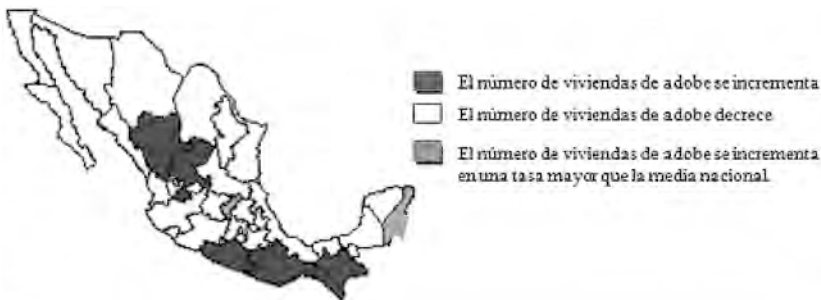 El número de viviendas de adobe se incrementa
El número de viviendas de adobe decrece
El número de viviendas de adobe se incrementa
en una tasa mayor que la media nacional.